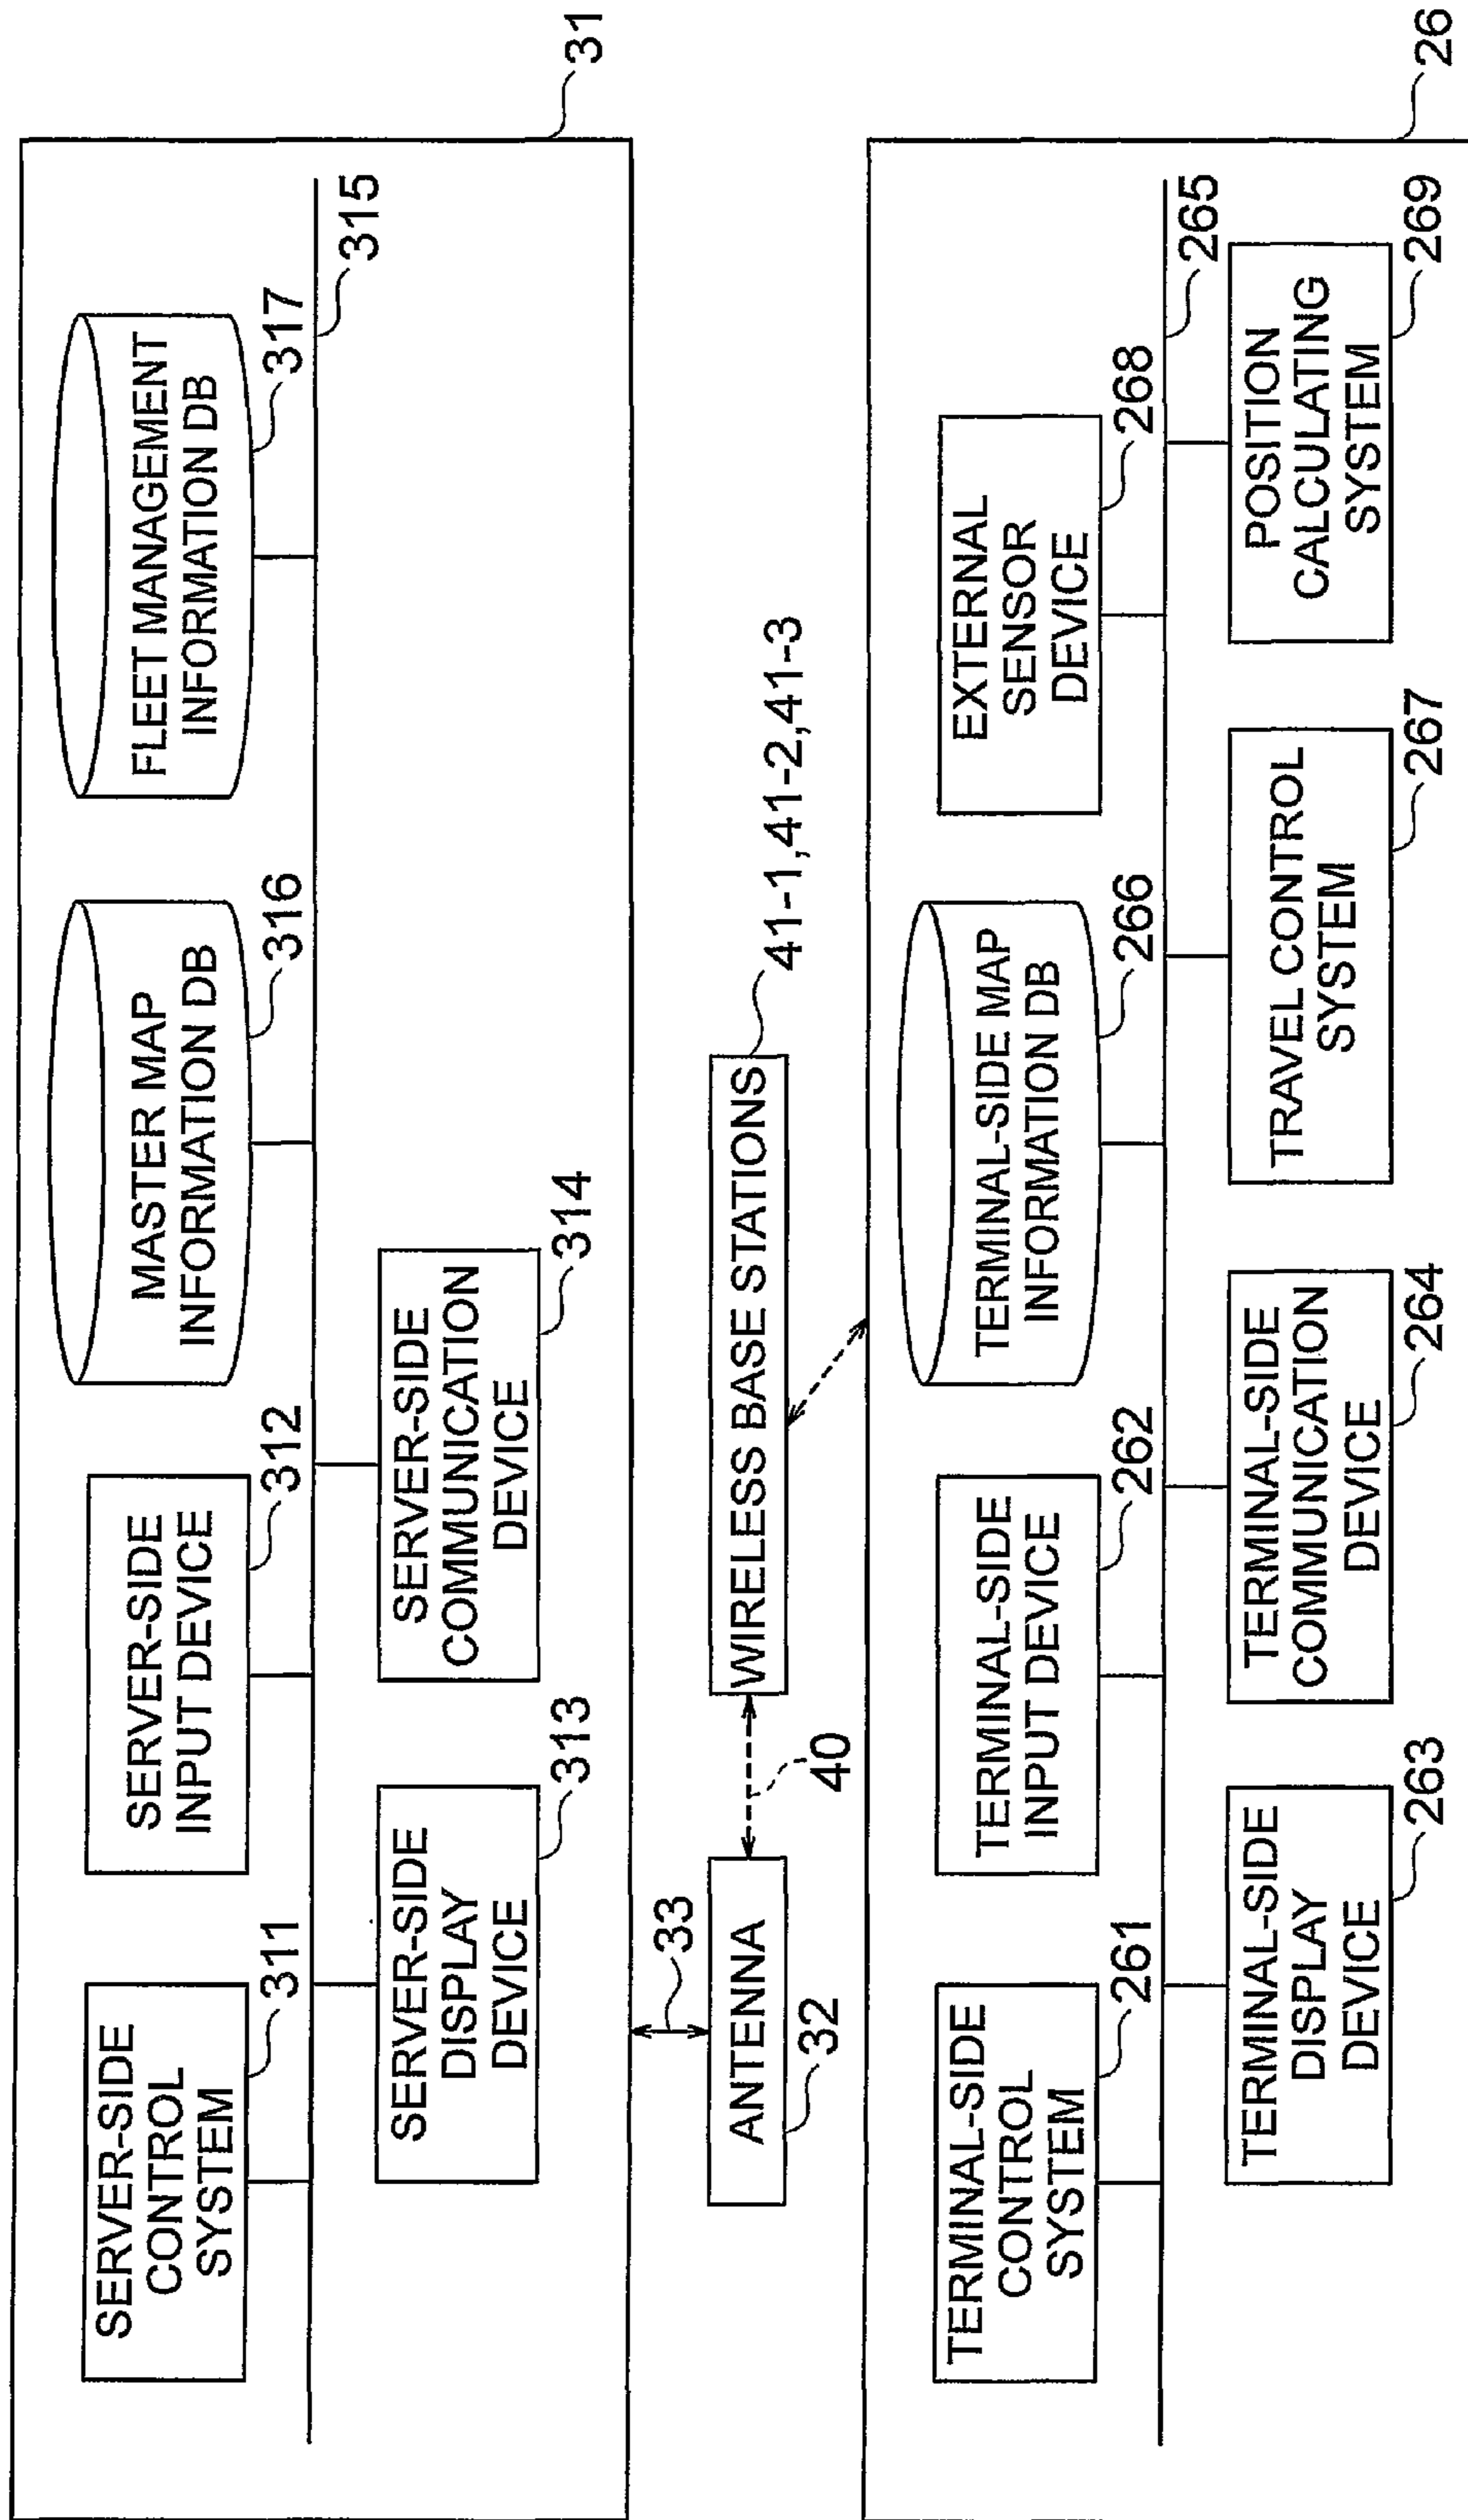 31
SERVER-SIDE
CONTROL
SYSTEM
311
SERVER-SIDE
INPUT DEVICE
312
MASTER MAP
INFORMATION DB
316
FLEET MANAGEMENT
INFORMATION DB
317
315
SERVER-SIDE
DISPLAY
DEVICE
313
SERVER-SIDE
COMMUNICATION
DEVICE
314
33
ANTENNA
32
40
WIRELESS BASE STATIONS
41-1,41-2,41-3
TERMINAL-SIDE
CONTROL
SYSTEM
261
TERMINAL-SIDE
INPUT DEVICE
262
TERMINAL-SIDE MAP
INFORMATION DB
266
EXTERNAL
SENSOR
DEVICE
268
265
TERMINAL-SIDE
DISPLAY
DEVICE
263
TERMINAL-SIDE
COMMUNICATION
DEVICE
264
TRAVEL CONTROL
SYSTEM
267
POSITION
CALCULATING
SYSTEM
269
26